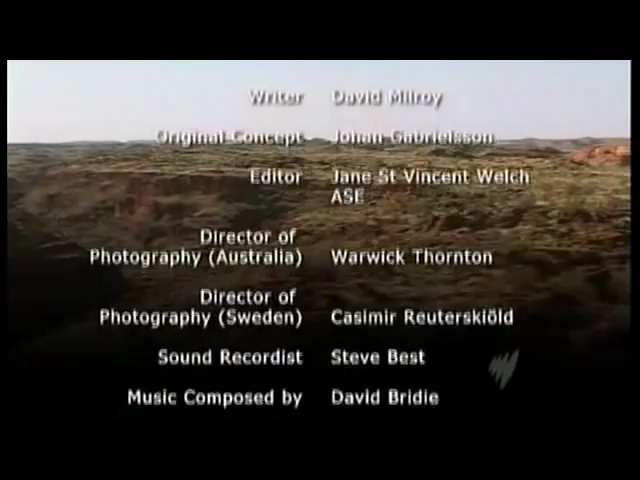 Writer David Milroy
Original Concept Johan Gabrielsson
Editor Jane St Vincent Welch
ASE
Director of
Photography (Australia) Warwick Thornton
Director of
Photography (Sweden) Casimir Reuterskiöld
Sound Recordist Steve Best
Music Composed by David Bridie